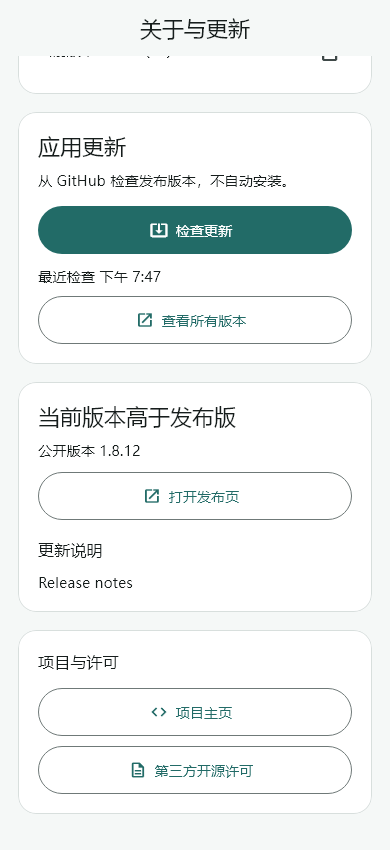 关于与更新
应用更新
从 GitHub 检查发布版本，不自动安装。
检查更新
最近检查 下午 7:47
查看所有版本
当前版本高于发布版
公开版本 1.8.12
打开发布页
更新说明
Release notes
项目与许可
项目主页
第三方开源许可